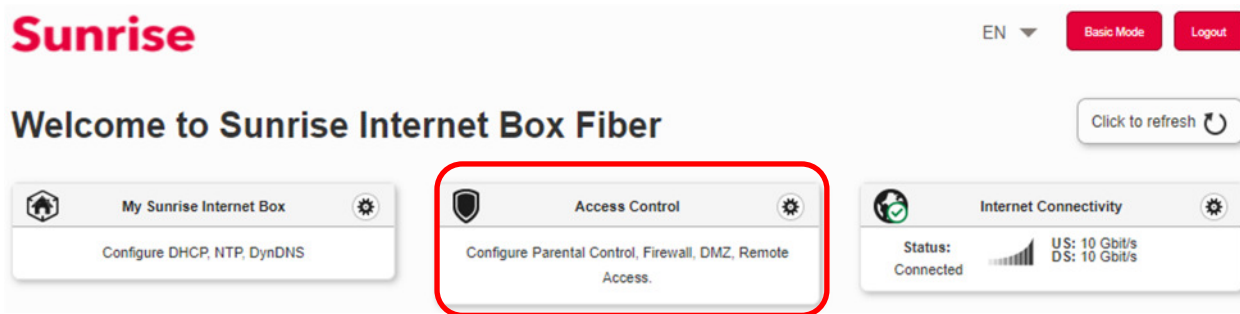 Sunrise
EN
Basic Mode
Logout
Welcome to Sunrise Internet Box Fiber
Click to refresh
My Sunrise Internet Box
Configure DHCP, NTP, DynDNS
Access Control
Configure Parental Control, Firewall, DMZ, Remote
Access.
Internet Connectivity
Status:
Connected
US: 10 Gbit/s
DS: 10 Gbit/s